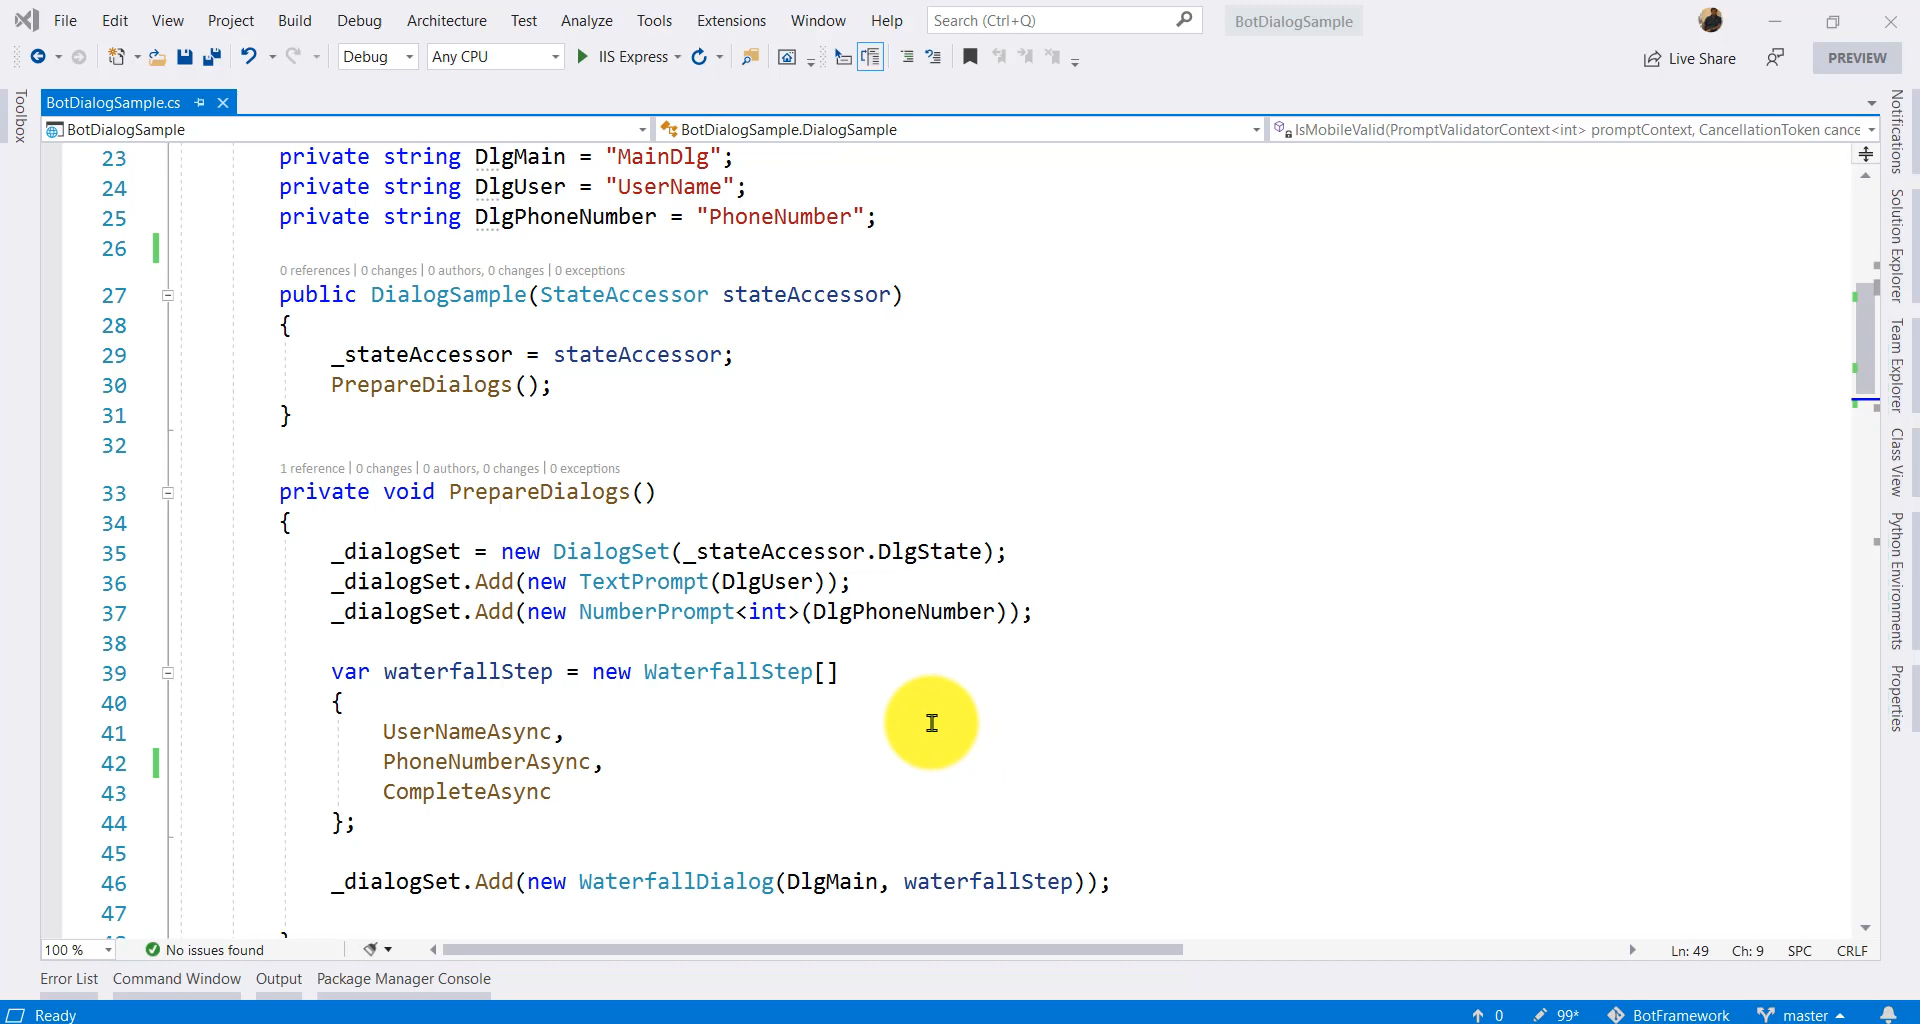 File Edit View Project Build Debug Architecture Test Analyze Tools Extensions Window Help Search (Ctrl+Q) BotDialogSample
Debug Any CPU IIS Express Live Share PREVIEW
Toolbox
BotDialogSample.cs
BotDialogSample BotDialogSample.DialogSample IsMobileValid(PromptValidatorContext<int> promptContext, CancellationToken cance
23 private string DlgMain = "MainDlg";
24 private string DlgUser = "UserName";
25 private string DlgPhoneNumber = "PhoneNumber";
26
0 references | 0 changes | 0 authors, 0 changes | 0 exceptions
27 public DialogSample(StateAccessor stateAccessor)
28 {
29 _stateAccessor = stateAccessor;
30 PrepareDialogs();
31 }
32
1 reference | 0 changes | 0 authors, 0 changes | 0 exceptions
33 private void PrepareDialogs()
34 {
35 _dialogSet = new DialogSet(_stateAccessor.DlgState);
36 _dialogSet.Add(new TextPrompt(DlgUser));
37 _dialogSet.Add(new NumberPrompt<int>(DlgPhoneNumber));
38
39 var waterfallStep = new WaterfallStep[]
40 {
41 UserNameAsync,
42 PhoneNumberAsync,
43 CompleteAsync
44 };
45
46 _dialogSet.Add(new WaterfallDialog(DlgMain, waterfallStep));
47
Notifications
Solution Explorer
Team Explorer
Class View
Python Environments
Properties
100 % No issues found Ln: 49 Ch: 9 SPC CRLF
Error List Command Window Output Package Manager Console
Ready 0 99* BotFramework master